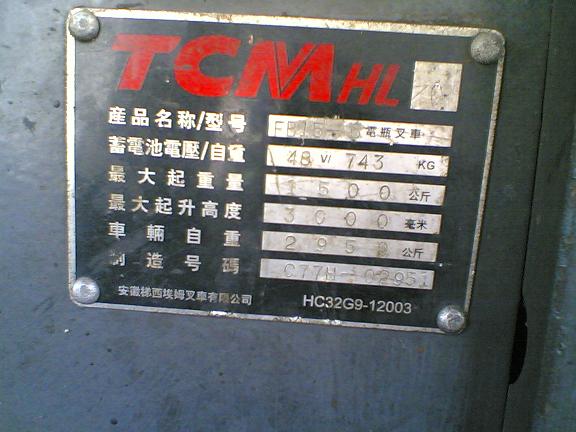 TCM HL
産品名称/型号 電瓶叉車
蓄電池電壓/自重 48 V/ 743 KG
最大起重量 1500 公斤
最大起升高度 3000 毫米
車輛自重 公斤
制造号碼
安徽梯西埃姆叉車有限公司 HC32G9-12003